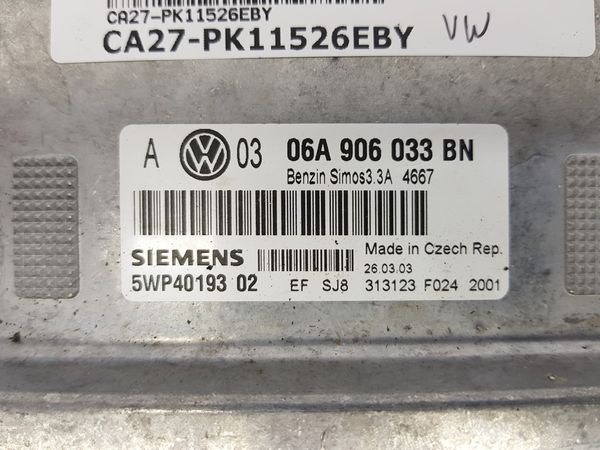 CA27-PK11526EBY
CA27-PK11526EBY VW
A 03 06A 906 033 BN
Benzin Simos3.3A 4667
SIEMENS Made in Czech Rep.
26.03.03
5WP40193 02 EF SJ8 313123 F024 2001